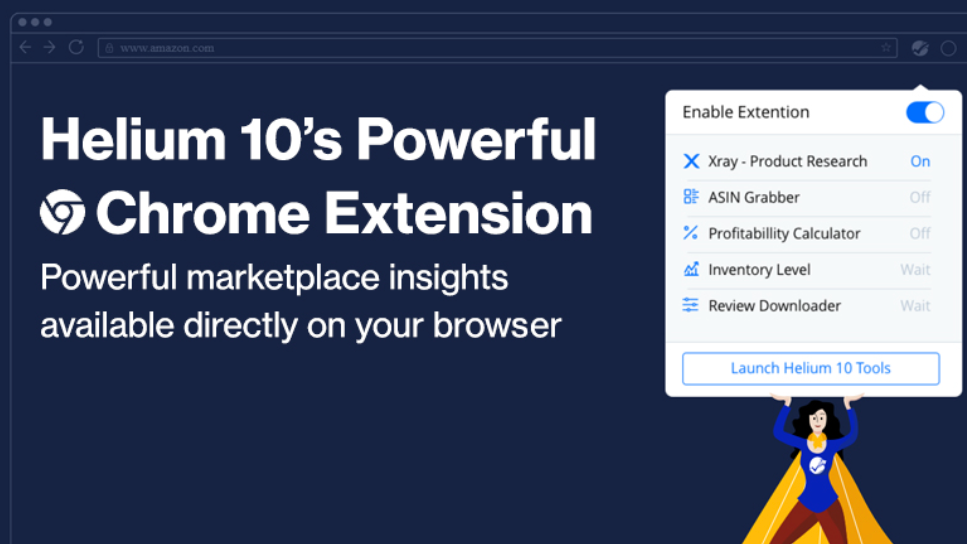 www.amazon.com
Helium 10's Powerful
Chrome Extension
Powerful marketplace insights
available directly on your browser
Enable Extention
Xray - Product Research On
ASIN Grabber Off
Profitabillity Calculator Off
Inventory Level Wait
Review Downloader Wait
Launch Helium 10 Tools